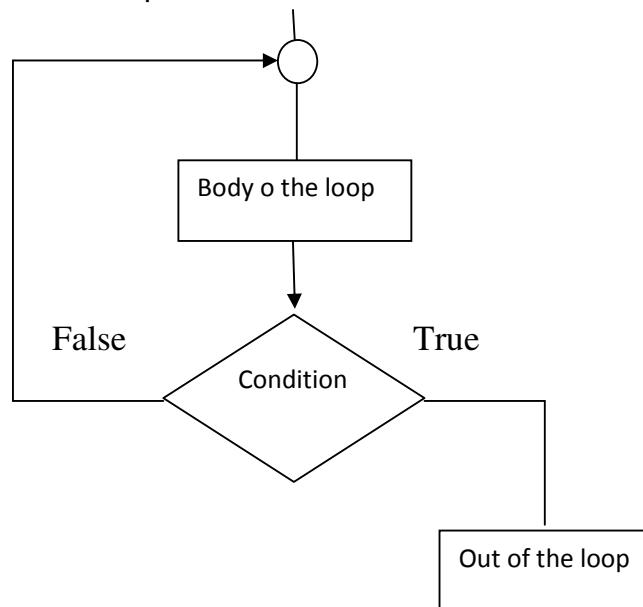 Body o the loop
False
True
Condition
Out of the loop